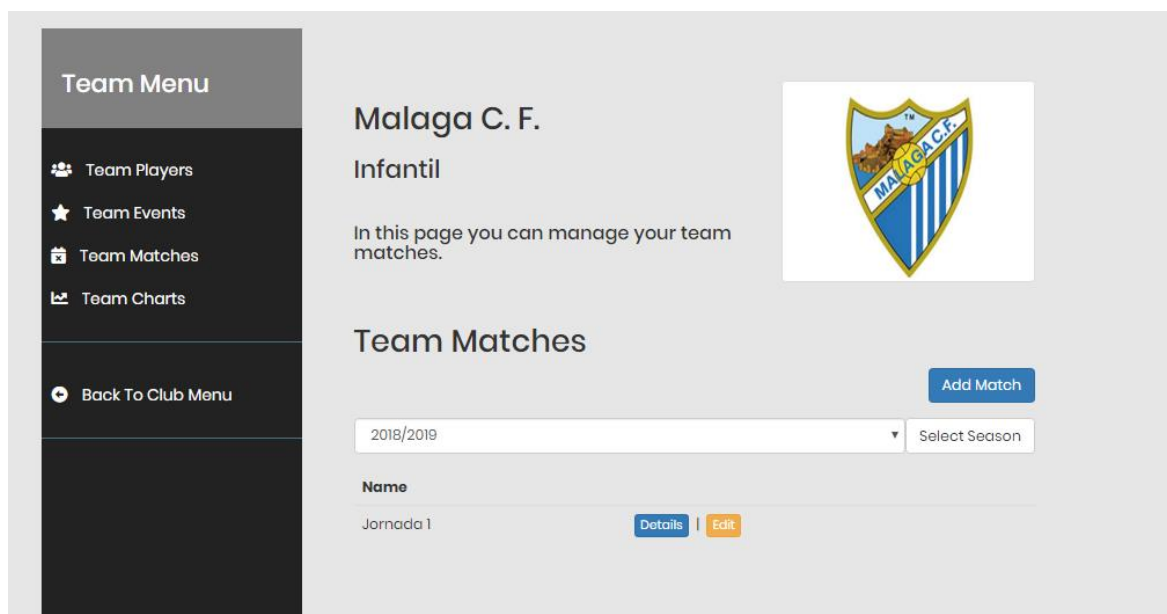 Team Menu
Team Players
Team Events
Team Matches
Team Charts
Back To Club Menu
Malaga C. F.
Infantil
In this page you can manage your team
matches.
TM
MALAGA C.F.
Team Matches
Add Match
2018/2019
Select Season
Name
Jornada 1
Details | Edit